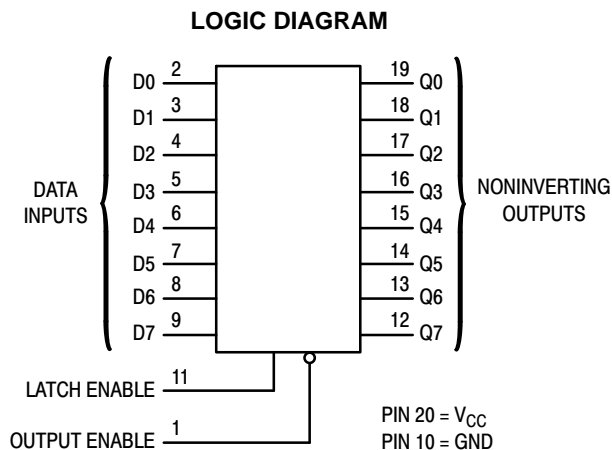 LOGIC DIAGRAM
D0 2 19 Q0
D1 3 18 Q1
D2 4 17 Q2
D3 5 16 Q3
D4 6 15 Q4
D5 7 14 Q5
D6 8 13 Q6
D7 9 12 Q7
DATA
INPUTS
NONINVERTING
OUTPUTS
LATCH ENABLE 11
OUTPUT ENABLE 1
PIN 20 = VCC
PIN 10 = GND